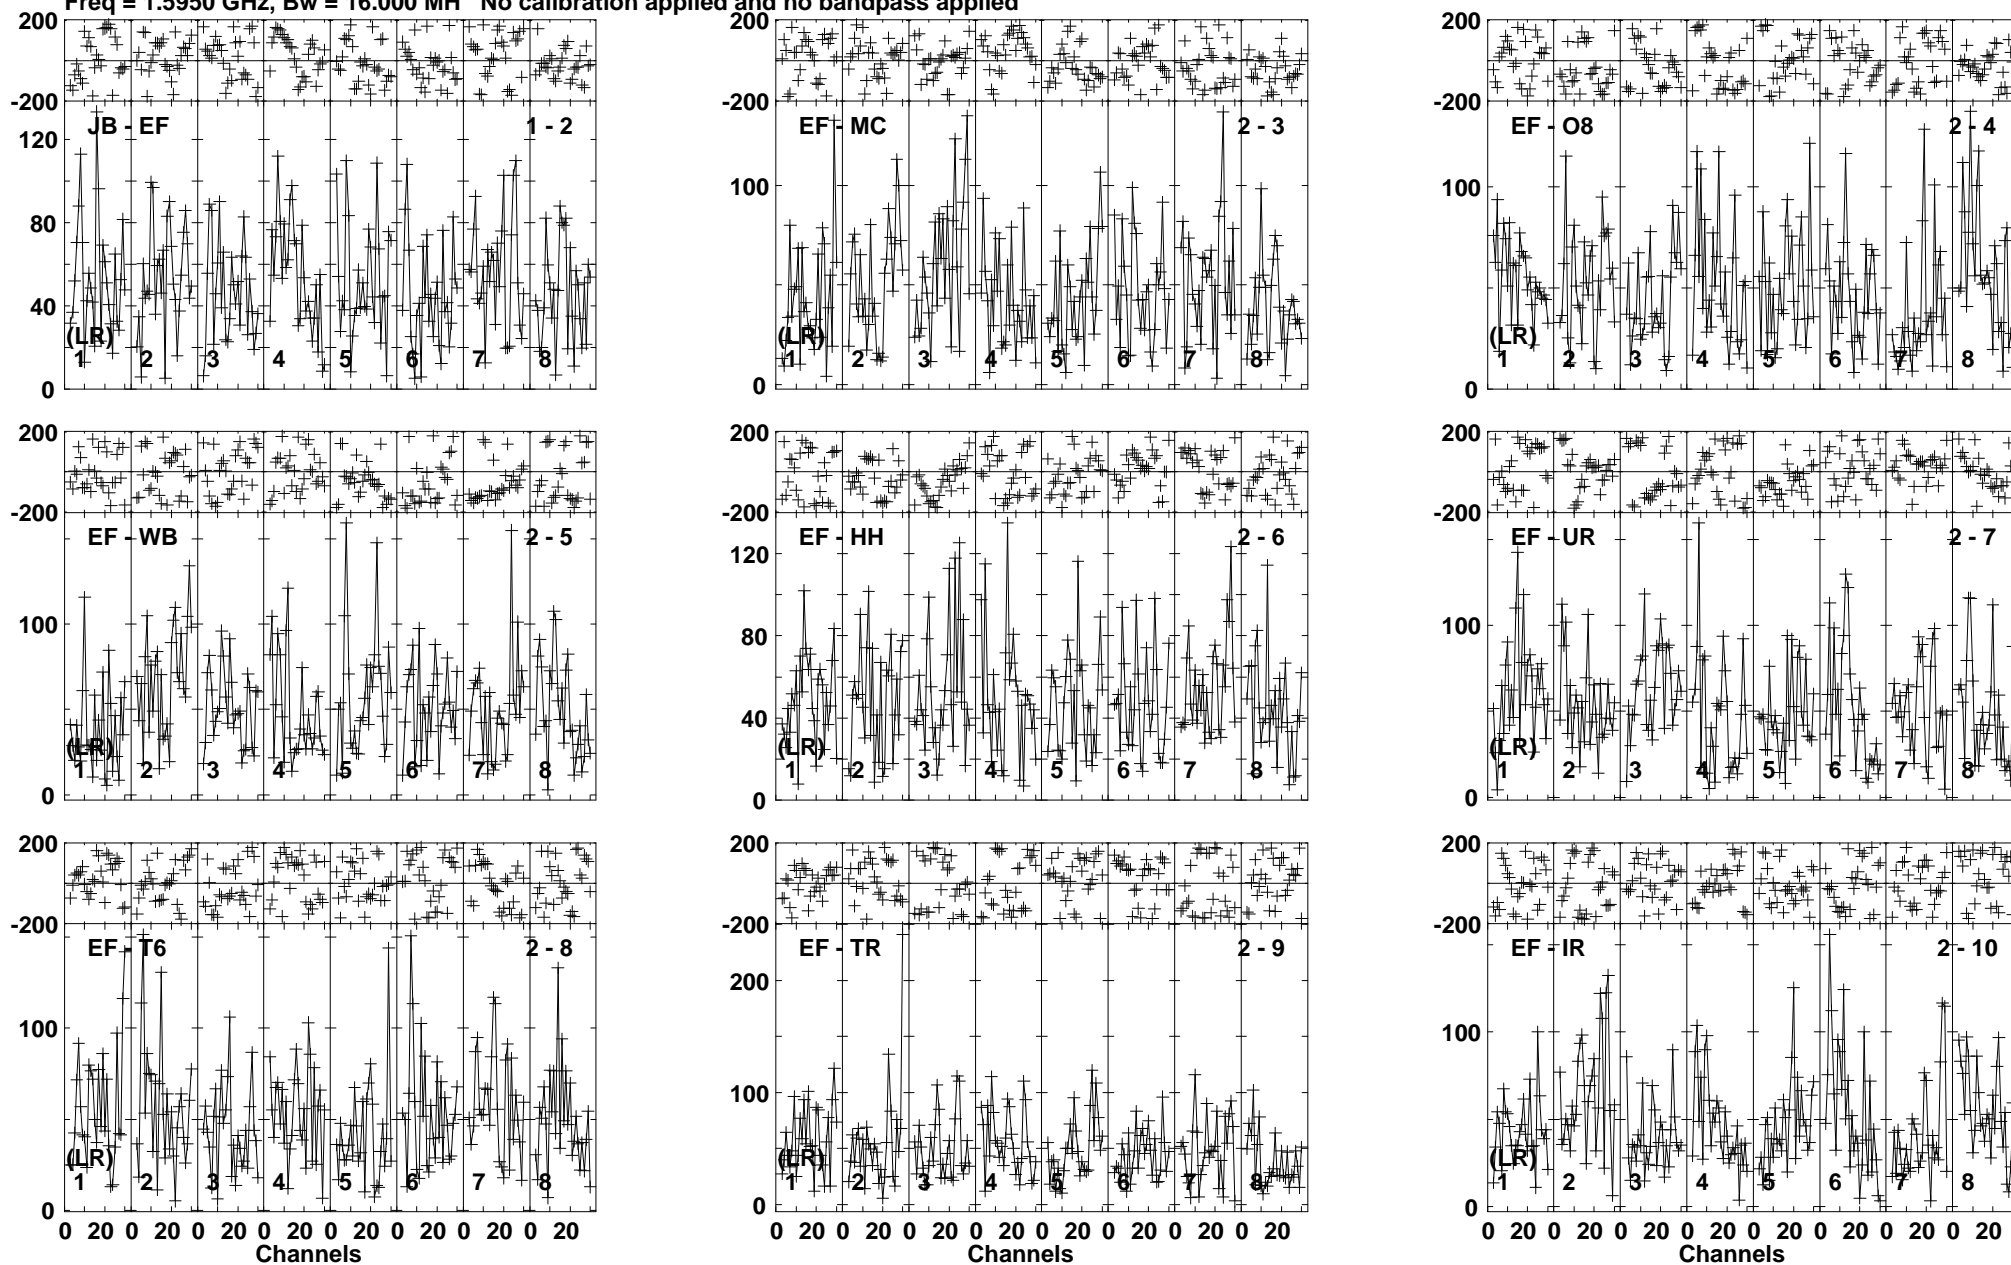 Freq = 1.5950 GHz, Bw = 16.000 MH No calibration applied and no bandpass applied
200 200 200
-200 -200 -200
JB - EF 1 - 2 EF - MC 2 - 3 EF - O8 2 - 4
120
100 100
80
40
(LR) (LR) (LR)
1 2 3 4 5 6 7 8 1 2 3 4 5 6 7 8 1 2 3 4 5 6 7 8
0 0 0
200 200 200
-200 -200 -200
EF - WB 2 - 5 EF - HH 2 - 6 EF - UR 2 - 7
100 120 100
80
40
(LR) (LR) (LR)
1 2 3 4 5 6 7 8 1 2 3 4 5 6 7 8 1 2 3 4 5 6 7 8
0 0 0
200 200 200
-200 -200 -200
EF - T6 2 - 8 EF - TR 2 - 9 EF - IR 2 - 10
200
100 100 100
(LR) (LR) (LR)
1 2 3 4 5 6 7 8 1 2 3 4 5 6 7 8 1 2 3 4 5 6 7 8
0 0 0
0 20 0 20 0 20 0 20 0 20 0 20 0 20 0 20 0 20 0 20 0 20 0 20 0 20 0 20 0 20 0 20 0 20 0 20 0 20 0 20 0 20 0 20 0 20 0 20
Channels Channels Channels